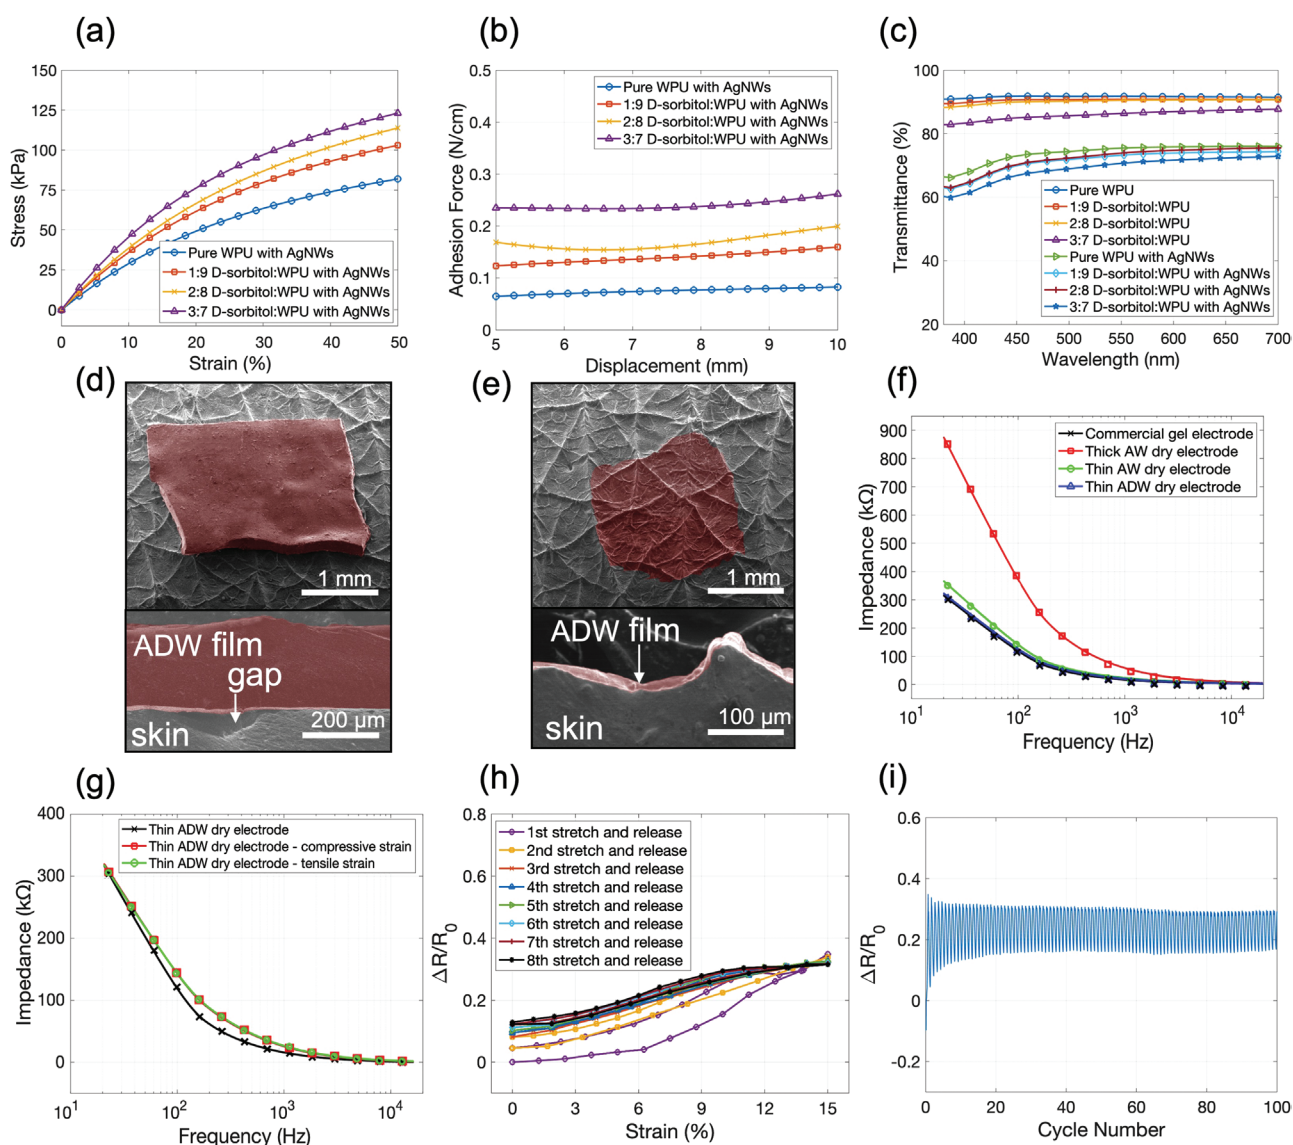 (a)
150
125
100
75
50
25
0
Stress (kPa)
Pure WPU with AgNWs
1:9 D-sorbitol:WPU with AgNWs
2:8 D-sorbitol:WPU with AgNWs
3:7 D-sorbitol:WPU with AgNWs
0 10 20 30 40 50
Strain (%)
(b)
0.5
0.4
0.3
0.2
0.1
0
Adhesion Force (N/cm)
Pure WPU with AgNWs
1:9 D-sorbitol:WPU with AgNWs
2:8 D-sorbitol:WPU with AgNWs
3:7 D-sorbitol:WPU with AgNWs
5 6 7 8 9 10
Displacement (mm)
(c)
100
80
60
40
20
Transmittance (%)
Pure WPU
1:9 D-sorbitol:WPU
2:8 D-sorbitol:WPU
3:7 D-sorbitol:WPU
Pure WPU with AgNWs
1:9 D-sorbitol:WPU with AgNWs
2:8 D-sorbitol:WPU with AgNWs
3:7 D-sorbitol:WPU with AgNWs
400 450 500 550 600 650 700
Wavelength (nm)
(d)
1 mm
ADW film
gap
200 µm
skin
(e)
1 mm
ADW film
100 µm
skin
(f)
900
800
700
600
500
400
300
200
100
0
Impedance (kΩ)
Commercial gel electrode
Thick AW dry electrode
Thin AW dry electrode
Thin ADW dry electrode
10¹ 10² 10³ 10⁴
Frequency (Hz)
(g)
400
300
200
100
0
Impedance (kΩ)
Thin ADW dry electrode
Thin ADW dry electrode - compressive strain
Thin ADW dry electrode - tensile strain
10¹ 10² 10³ 10⁴
Frequency (Hz)
(h)
0.8
0.6
0.4
0.2
0
ΔR/R₀
1st stretch and release
2nd stretch and release
3rd stretch and release
4th stretch and release
5th stretch and release
6th stretch and release
7th stretch and release
8th stretch and release
0 3 6 9 12 15
Strain (%)
(i)
0.6
0.4
0.2
0
-0.2
ΔR/R₀
0 20 40 60 80 100
Cycle Number